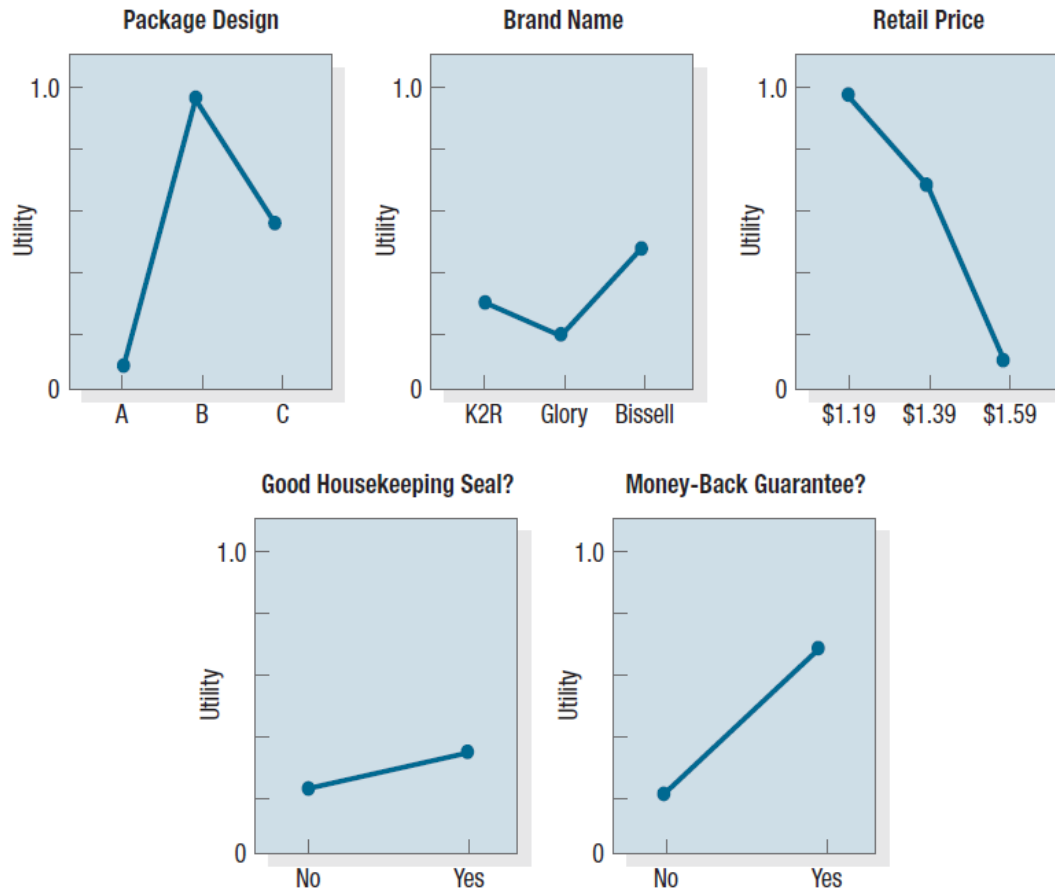 Package Design
1.0
Utility
0
A B C
Brand Name
1.0
Utility
0
K2R Glory Bissell
Retail Price
1.0
Utility
0
$1.19 $1.39 $1.59
Good Housekeeping Seal?
1.0
Utility
0
No Yes
Money-Back Guarantee?
1.0
Utility
0
No Yes